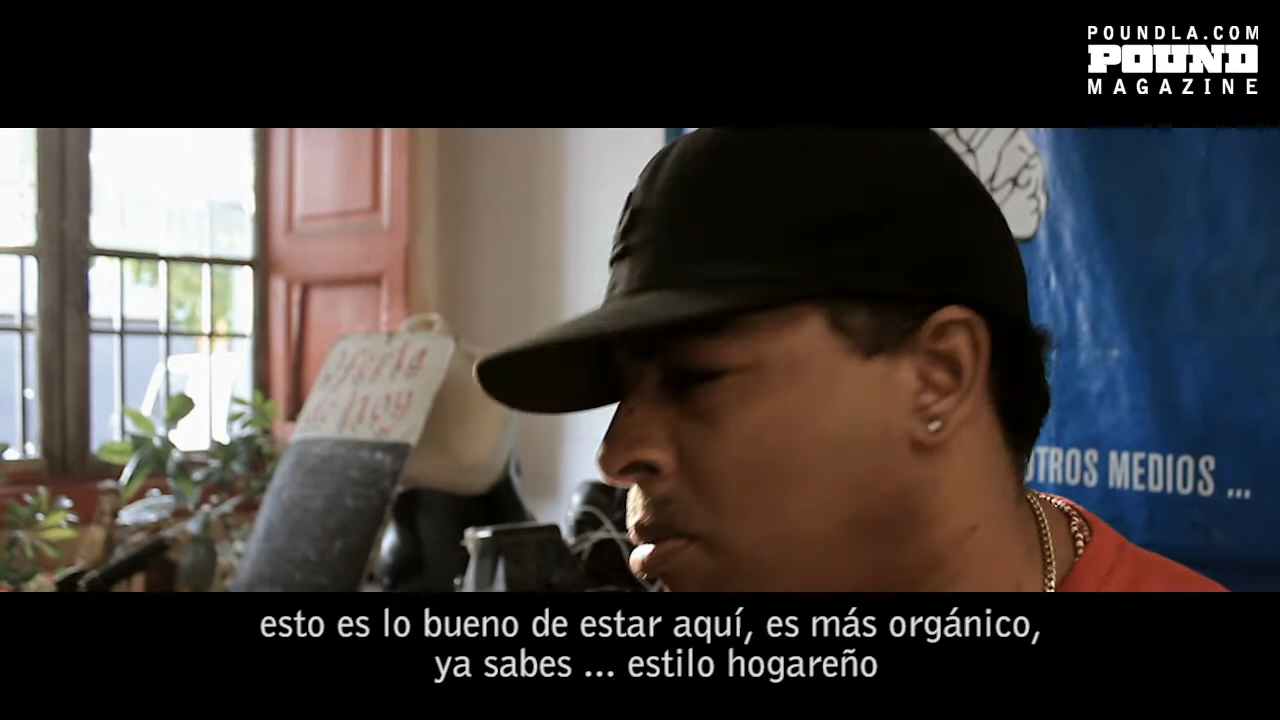 POUNDLA.COM
POUND
MAGAZINE
OTROS MEDIOS ...
esto es lo bueno de estar aquí, es más orgánico,
ya sabes ... estilo hogareño